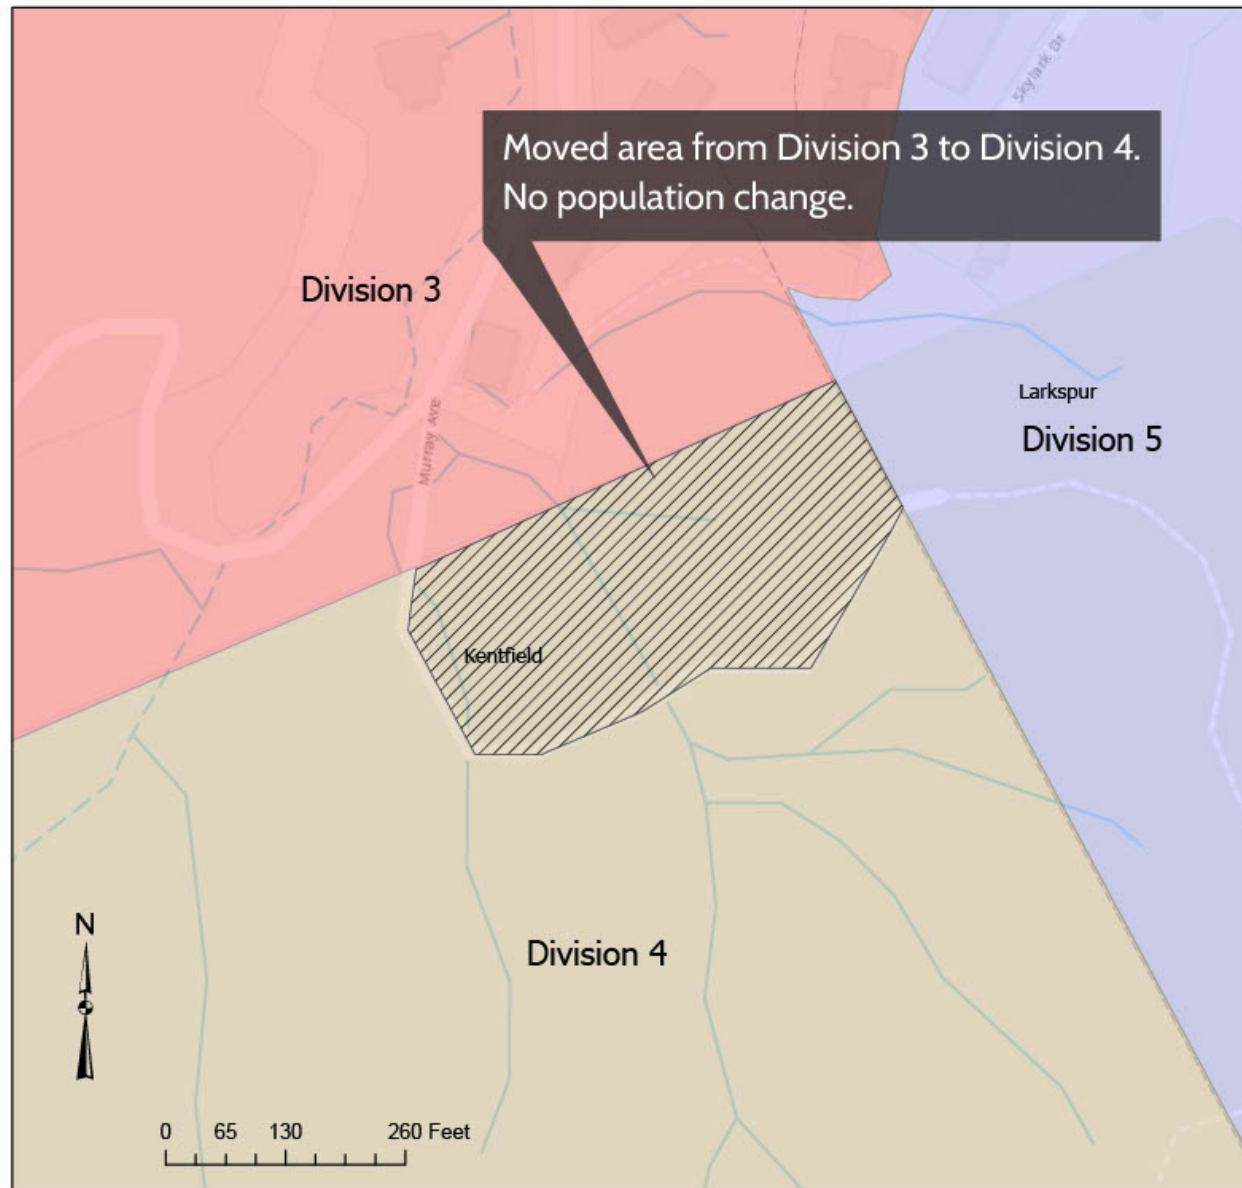 Skylark Dr
Moved area from Division 3 to Division 4.
No population change.
Division 3
Larkspur
Murray Ave
Division 5
Kentfield
N
Division 4
0 65 130 260 Feet